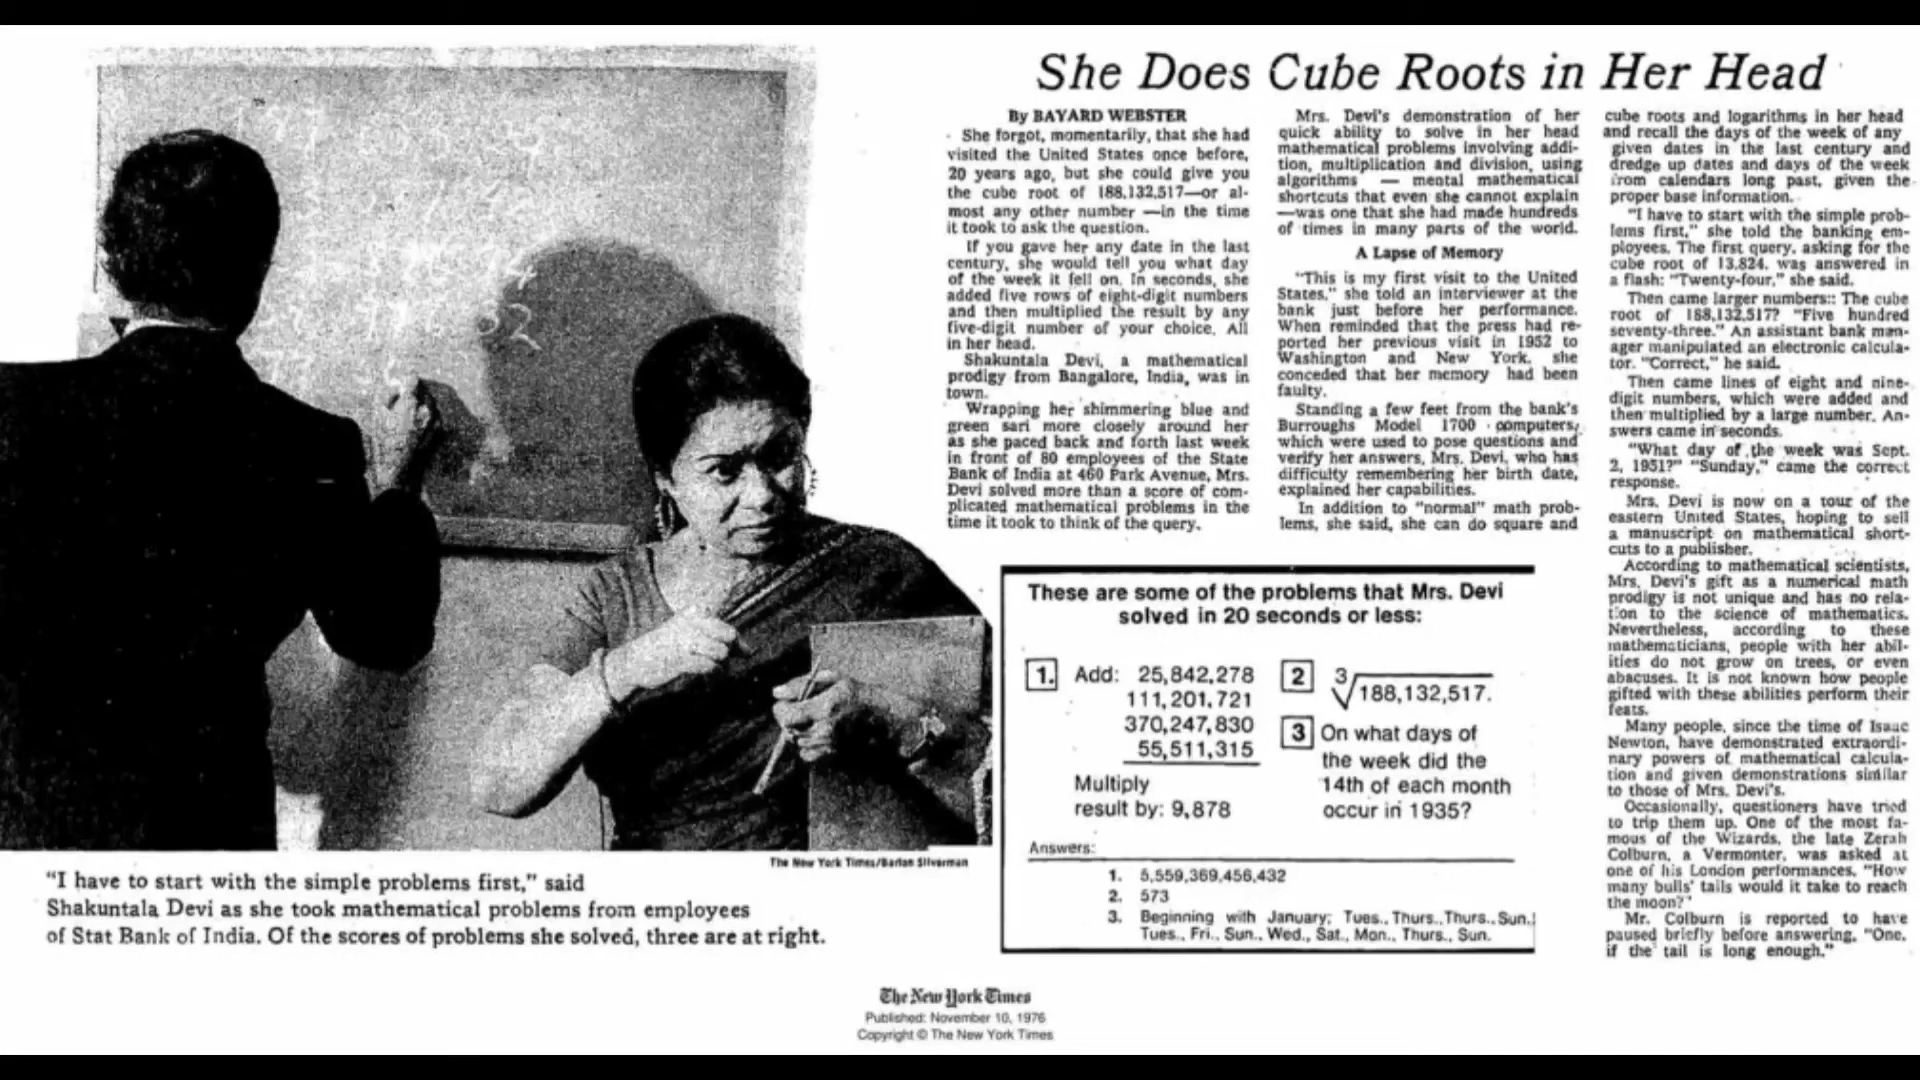 She Does Cube Roots in Her Head
By BAYARD WEBSTER
She forgot, momentarily, that she had
visited the United States once before,
20 years ago, but she could give you
the cube root of 188,132,517—or al-
most any other number —in the time
it took to ask the question.
If you gave her any date in the last
century, she would tell you what day
of the week it fell on. In seconds, she
added five rows of eight-digit numbers
and then multiplied the result by any
five-digit number of your choice. All
in her head.
Shakuntala Devi, a mathematical
prodigy from Bangalore, India, was in
town.
Wrapping her shimmering blue and
green sari more closely around her
as she paced back and forth last week
in front of 80 employees of the State
Bank of India at 460 Park Avenue, Mrs.
Devi solved more than a score of com-
plicated mathematical problems in the
time it took to think of the query.
Mrs. Devi's demonstration of her
quick ability to solve in her head
mathematical problems involving addi-
tion, multiplication and division, using
algorithms — mental mathematical
shortcuts that even she cannot explain
—was one that she had made hundreds
of times in many parts of the world.
A Lapse of Memory
"This is my first visit to the United
States," she told an interviewer at the
bank just before her performance.
When reminded that the press had re-
ported her previous visit in 1952 to
Washington and New York, she
conceded that her memory had been
faulty.
Standing a few feet from the bank's
Burroughs Model 1700 computers,
which were used to pose questions and
verify her answers, Mrs. Devi, who has
difficulty remembering her birth date,
explained her capabilities.
In addition to "normal" math prob-
lems, she said, she can do square and
cube roots and logarithms in her head
and recall the days of the week of any
given dates in the last century and
dredge up dates and days of the week
from calendars long past, given the
proper base information.
"I have to start with the simple prob-
lems first," she told the banking em-
ployees. The first query, asking for the
cube root of 13,824, was answered in
a flash: "Twenty-four," she said.
Then came larger numbers:: The cube
root of 188,132,517? "Five hundred
seventy-three." An assistant bank man-
ager manipulated an electronic calcula-
tor. "Correct," he said.
Then came lines of eight and nine-
digit numbers, which were added and
then multiplied by a large number. An-
swers came in seconds.
"What day of the week was Sept.
2, 1951?" "Sunday," came the correct
response.
Mrs. Devi is now on a tour of the
eastern United States, hoping to sell
a manuscript on mathematical short-
cuts to a publisher.
According to mathematical scientists,
Mrs. Devi's gift as a numerical math
prodigy is not unique and has no rela-
tion to the science of mathematics.
Nevertheless, according to these
mathematicians, people with her abil-
ities do not grow on trees, or even
abacuses. It is not known how people
gifted with these abilities perform their
feats.
Many people, since the time of Isaac
Newton, have demonstrated extraordi-
nary powers of mathematical calcula-
tion and given demonstrations similar
to those of Mrs. Devi's.
Occasionally, questioners have tried
to trip them up. One of the most fa-
mous of the Wizards, the late Zerah
Colburn, a Vermonter, was asked at
one of his London performances, "How
many bulls' tails would it take to reach
the moon?"
Mr. Colburn is reported to have
paused briefly before answering, "One,
if the tail is long enough."
These are some of the problems that Mrs. Devi
solved in 20 seconds or less:
1. Add: 25,842,278
111,201,721
370,247,830
55,511,315
Multiply
result by: 9,878
2 3√188,132,517.
3 On what days of
the week did the
14th of each month
occur in 1935?
Answers:
1. 5,559,369,456,432
2. 573
3. Beginning with January; Tues., Thurs., Thurs., Sun.,
Tues., Fri., Sun., Wed., Sat., Mon., Thurs., Sun.
The New York Times/Barton Silverman
"I have to start with the simple problems first," said
Shakuntala Devi as she took mathematical problems from employees
of Stat Bank of India. Of the scores of problems she solved, three are at right.
The New York Times
Published: November 10, 1976
Copyright © The New York Times